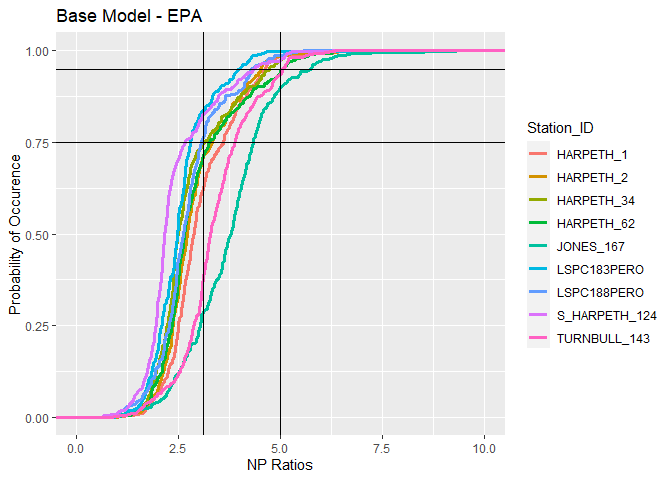 Base Model - EPA
1.00
0.75
0.50
0.25
0.00
Probability of Occurence
0.0
2.5
5.0
7.5
10.0
NP Ratios
Station_ID
HARPETH_1
HARPETH_2
HARPETH_34
HARPETH_62
JONES_167
LSPC183PERO
LSPC188PERO
S_HARPETH_124
TURNBULL_143